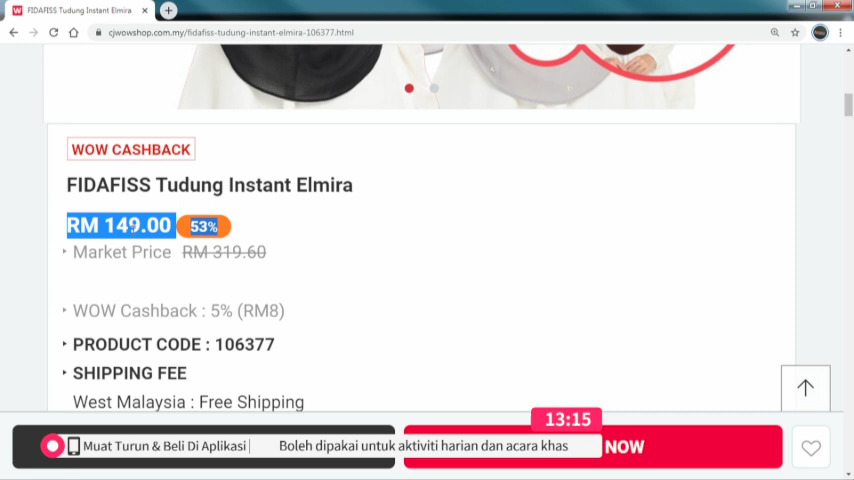 FIDAFISS Tudung Instant Elmira
cjwowshop.com.my/fidafiss-tudung-instant-elmira-106377.html
WOW CASHBACK
FIDAFISS Tudung Instant Elmira
RM 149.00 53%
Market Price RM 319.60
WOW Cashback : 5% (RM8)
PRODUCT CODE : 106377
SHIPPING FEE
West Malaysia : Free Shipping
13:15
Muat Turun & Beli Di Aplikasi Boleh dipakai untuk aktiviti harian dan acara khas NOW